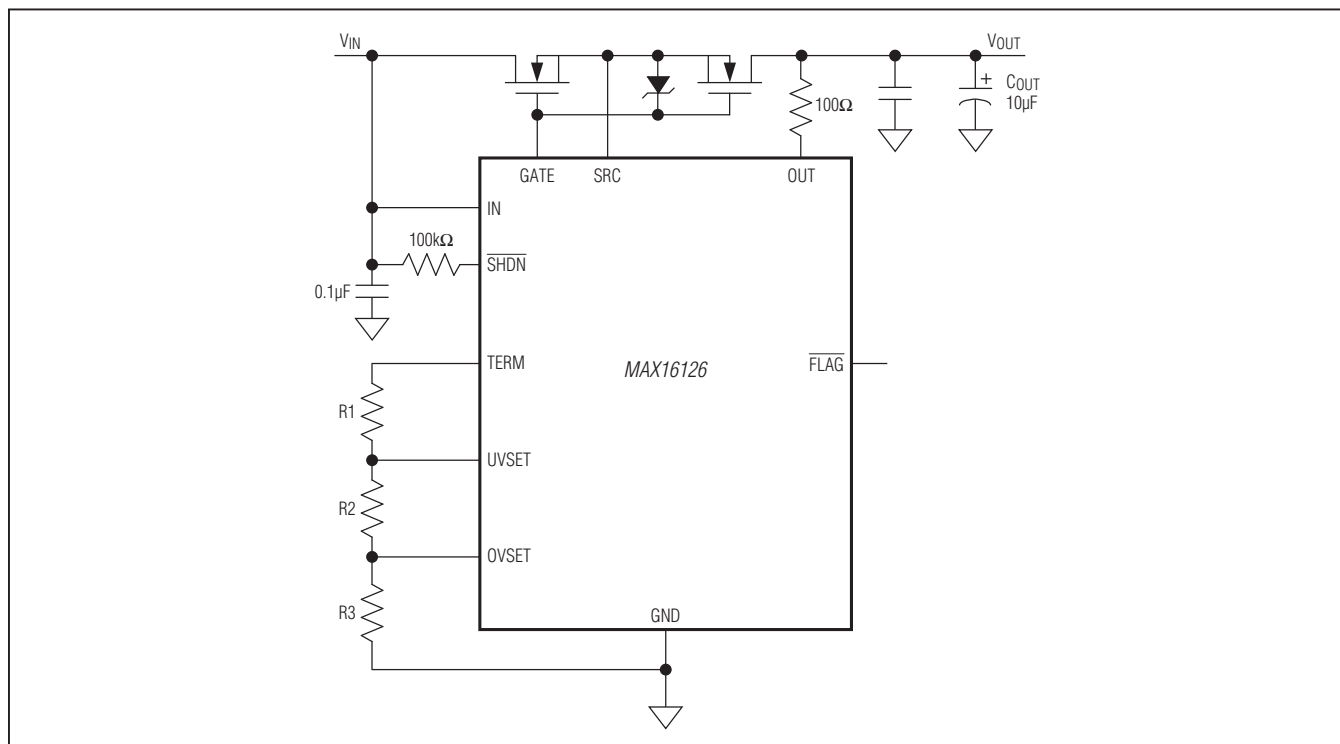 VIN
VOUT
COUT
10µF
+
100Ω
GATE
SRC
OUT
IN
100kΩ
SHDN
0.1µF
TERM
MAX16126
FLAG
R1
UVSET
R2
OVSET
R3
GND